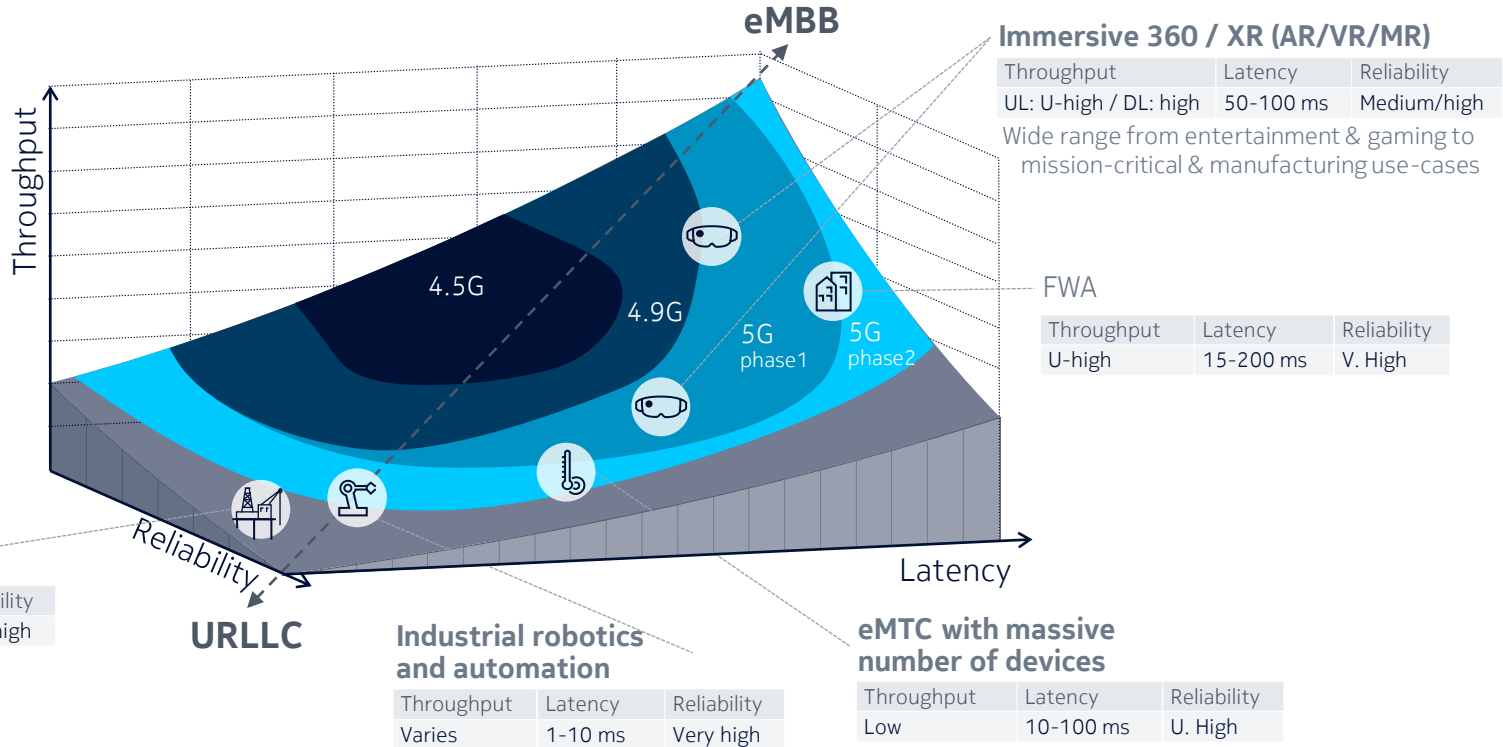 eMBB
Immersive 360 / XR (AR/VR/MR)
Throughput Latency Reliability
UL: U-high / DL: high 50-100 ms Medium/high
Wide range from entertainment & gaming to
mission-critical & manufacturing use-cases
Throughput
4.5G
4.9G
5G
phase1
5G
phase2
FWA
Throughput Latency Reliability
U-high 15-200 ms V. High
Reliability
Latency
URLLC
ility
igh
Industrial robotics
and automation
Throughput Latency Reliability
Varies 1-10 ms Very high
eMTC with massive
number of devices
Throughput Latency Reliability
Low 10-100 ms U. High